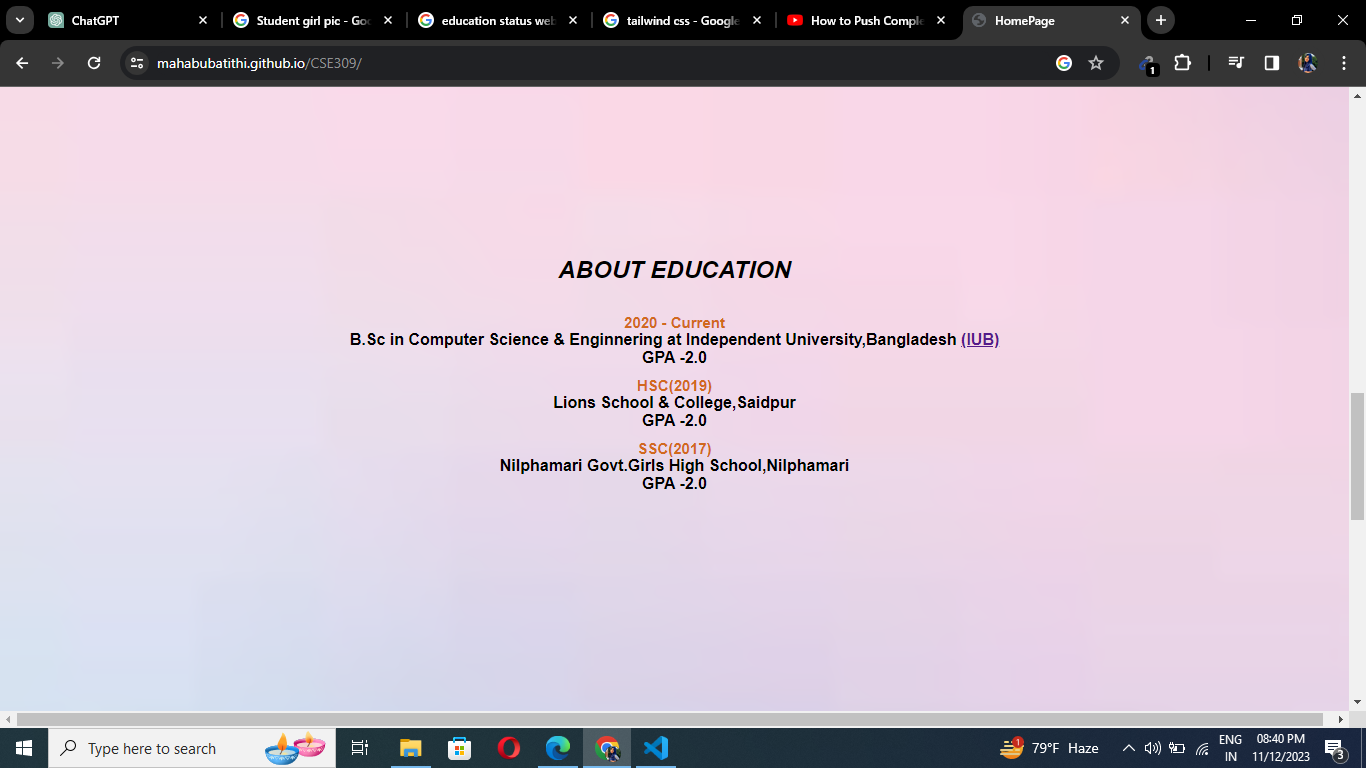 ChatGPT
Student girl pic - Goo
education status web
tailwind css - Google
How to Push Comple
HomePage
mahabubatithi.github.io/CSE309/
1
ABOUT EDUCATION
2020 - Current
B.Sc in Computer Science & Enginnering at Independent University,Bangladesh (IUB)
GPA -2.0
HSC(2019)
Lions School & College,Saidpur
GPA -2.0
SSC(2017)
Nilphamari Govt.Girls High School,Nilphamari
GPA -2.0
Type here to search
1
79°F Haze
ENG
IN
08:40 PM
11/12/2023
3